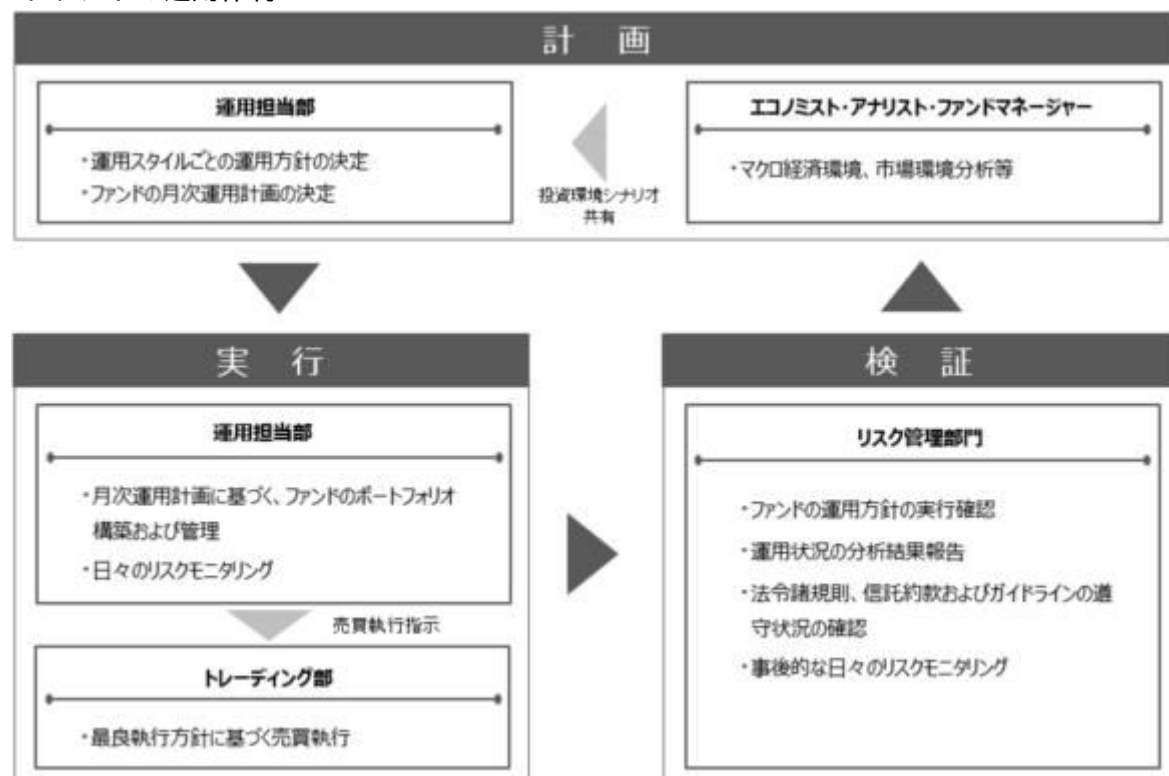 計 画
運用担当部
・運用スタイルごとの運用方針の決定
・ファンドの月次運用計画の決定
投資環境シナリオ
共有
エコノミスト・アナリスト・ファンドマネージャー
・マクロ経済環境、市場環境分析等
実 行
運用担当部
・月次運用計画に基づく、ファンドのポートフォリオ
構築および管理
・日々のリスクモニタリング
売買執行指示
トレーディング部
・最良執行方針に基づく売買執行
検 証
リスク管理部門
・ファンドの運用方針の実行確認
・運用状況の分析結果報告
・法令諸規則、信託約款およびガイドラインの遵
守状況の確認
・事後的な日々のリスクモニタリング